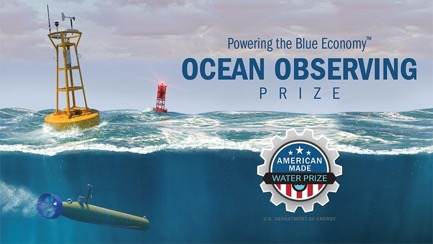 Powering the Blue Economy™
OCEAN OBSERVING
PRIZE
AMERICAN
MADE
WATER PRIZE
U.S. DEPARTMENT OF ENERGY